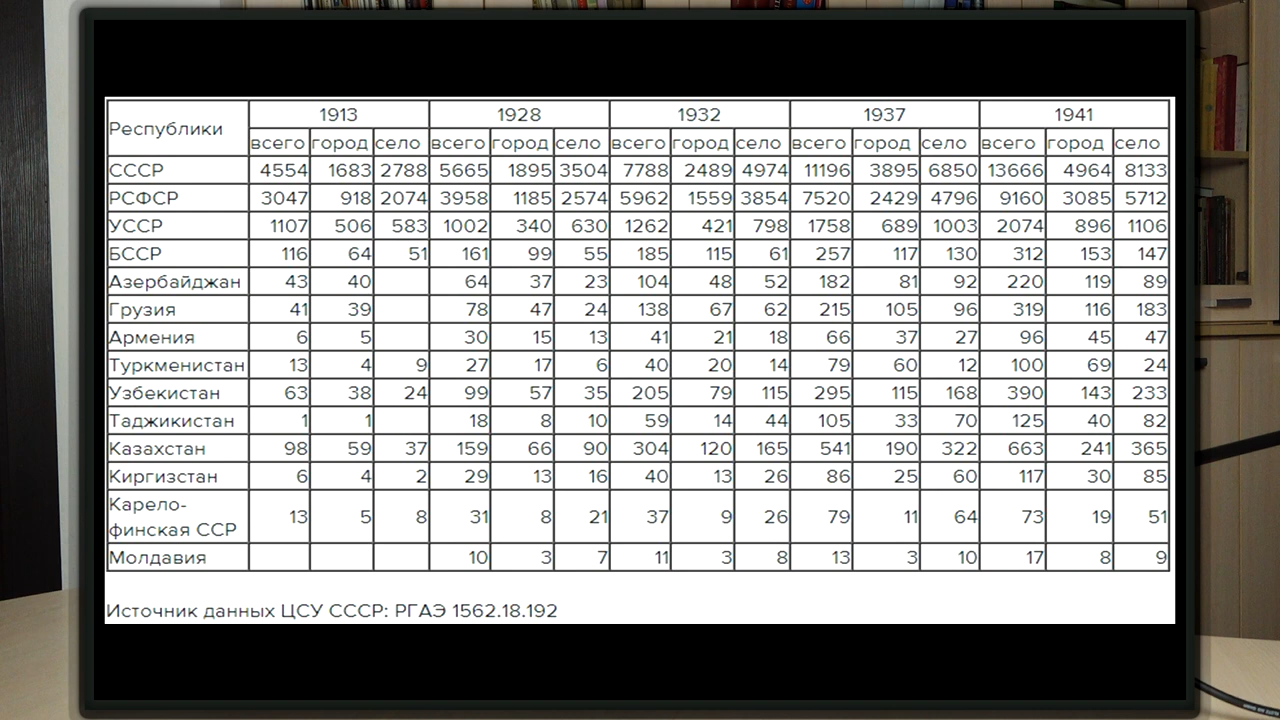 Республики 1913 1928 1932 1937 1941
всего город село всего город село всего город село всего город село всего город село
СССР 4554 1683 2788 5665 1895 3504 7788 2489 4974 11196 3895 6850 13666 4964 8133
РСФСР 3047 918 2074 3958 1185 2574 5962 1559 3854 7520 2429 4796 9160 3085 5712
УССР 1107 506 583 1002 340 630 1262 421 798 1758 689 1003 2074 896 1106
БССР 116 64 51 161 99 55 185 115 61 257 117 130 312 153 147
Азербайджан 43 40 64 37 23 104 48 52 182 81 92 220 119 89
Грузия 41 39 78 47 24 138 67 62 215 105 96 319 116 183
Армения 6 5 30 15 13 41 21 18 66 37 27 96 45 47
Туркменистан 13 4 9 27 17 6 40 20 14 79 60 12 100 69 24
Узбекистан 63 38 24 99 57 35 205 79 115 295 115 168 390 143 233
Таджикистан 1 1 18 8 10 59 14 44 105 33 70 125 40 82
Казахстан 98 59 37 159 66 90 304 120 165 541 190 322 663 241 365
Киргизстан 6 4 2 29 13 16 40 13 26 86 25 60 117 30 85
Карело-
финская ССР 13 5 8 31 8 21 37 9 26 79 11 64 73 19 51
Молдавия 10 3 7 11 3 8 13 3 10 17 8 9
Источник данных ЦСУ СССР: РГАЭ 1562.18.192